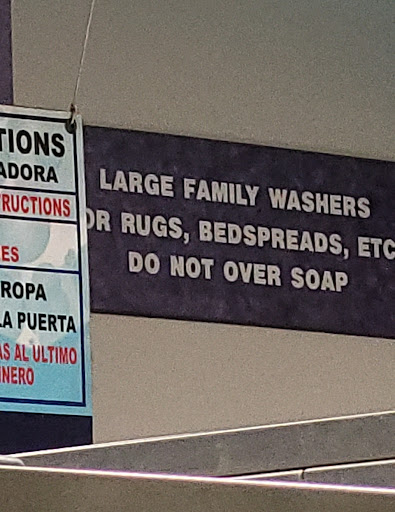 TIONS
ADORA
RUCTIONS
ES
ROPA
LA PUERTA
AS AL ULTIMO
INERO
LARGE FAMILY WASHERS
OR RUGS, BEDSPREADS, ETC
DO NOT OVER SOAP